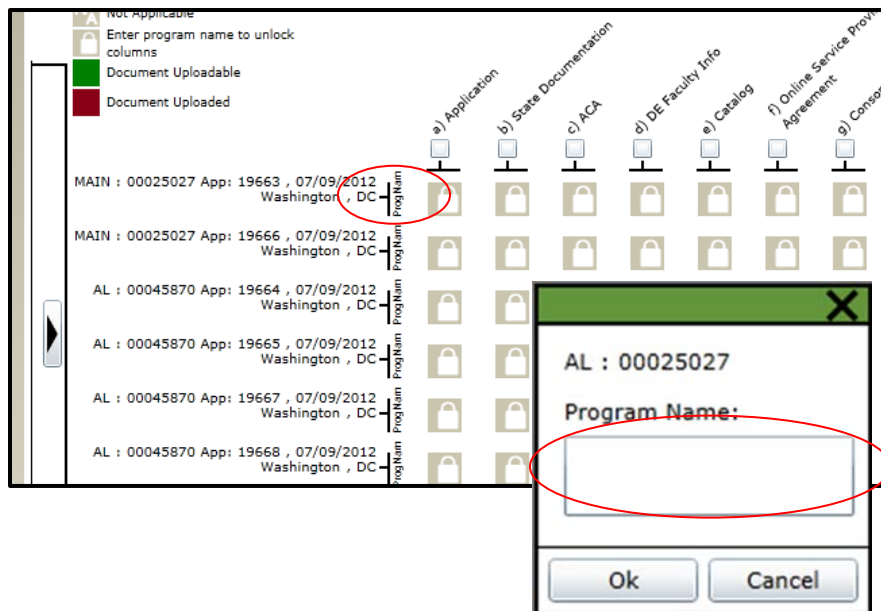 Not Applicable
Enter program name to unlock
columns
Document Uploadable
Document Uploaded
a) Application
b) State Documentation
c) ACA
d) DE Faculty Info
e) Catalog
f) Online Service Provi
Agreement
g) Conso
MAIN : 00025027 App: 19663 , 07/09/2012
Washington , DC
ProgNam
MAIN : 00025027 App: 19666 , 07/09/2012
Washington , DC
ProgNam
AL : 00045870 App: 19664 , 07/09/2012
Washington , DC
ProgNam
AL : 00045870 App: 19665 , 07/09/2012
Washington , DC
ProgNam
AL : 00045870 App: 19667 , 07/09/2012
Washington , DC
ProgNam
AL : 00045870 App: 19668 , 07/09/2012
Washington , DC
ProgNam
AL : 00025027
Program Name:
Ok
Cancel